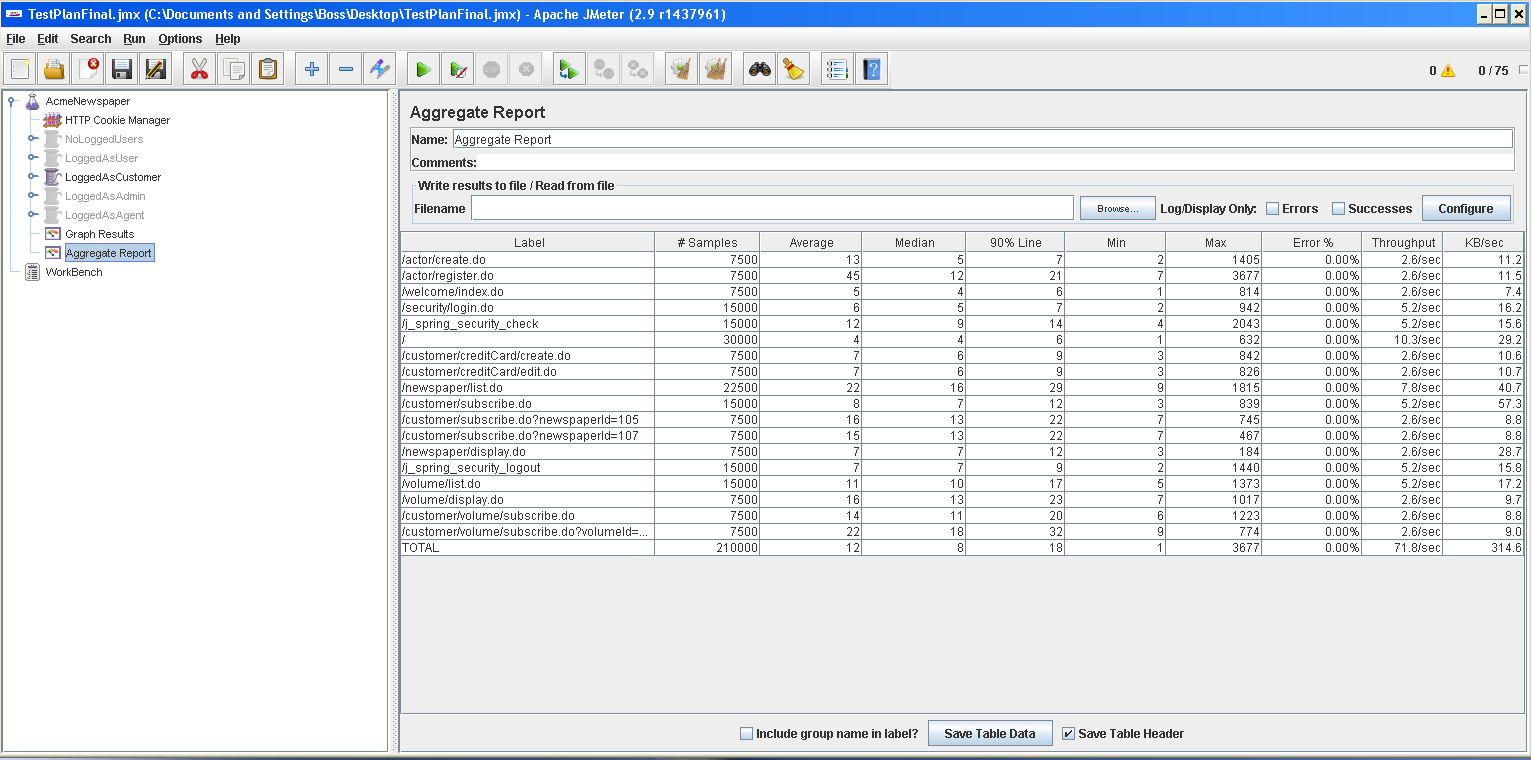 TestPlanFinal.jmx (C:\Documents and Settings\Boss\Desktop\TestPlanFinal.jmx) - Apache JMeter (2.9 r1437961)
File Edit Search Run Options Help
0 0 / 75
AcmeNewspaper
HTTP Cookie Manager
NoLoggedUsers
LoggedAsUser
LoggedAsCustomer
LoggedAsAdmin
LoggedAsAgent
Graph Results
Aggregate Report
WorkBench
Aggregate Report
Name: Aggregate Report
Comments:
Write results to file / Read from file
Filename Browse... Log/Display Only: Errors Successes Configure
Label # Samples Average Median 90% Line Min Max Error % Throughput KB/sec
/actor/create.do 7500 13 5 7 2 1405 0.00% 2.6/sec 11.2
/actor/register.do 7500 45 12 21 7 3677 0.00% 2.6/sec 11.5
/welcome/index.do 7500 5 4 6 1 814 0.00% 2.6/sec 7.4
/security/login.do 15000 6 5 7 2 942 0.00% 5.2/sec 16.2
/j_spring_security_check 15000 12 9 14 4 2043 0.00% 5.2/sec 15.6
/ 30000 4 4 6 1 632 0.00% 10.3/sec 29.2
/customer/creditCard/create.do 7500 7 6 9 3 842 0.00% 2.6/sec 10.6
/customer/creditCard/edit.do 7500 7 6 9 3 826 0.00% 2.6/sec 10.7
/newspaper/list.do 22500 22 16 29 9 1815 0.00% 7.8/sec 40.7
/customer/subscribe.do 15000 8 7 12 3 839 0.00% 5.2/sec 57.3
/customer/subscribe.do?newspaperId=105 7500 16 13 22 7 745 0.00% 2.6/sec 8.8
/customer/subscribe.do?newspaperId=107 7500 15 13 22 7 467 0.00% 2.6/sec 8.8
/newspaper/display.do 7500 7 7 12 3 184 0.00% 2.6/sec 28.7
/j_spring_security_logout 15000 7 7 9 2 1440 0.00% 5.2/sec 15.8
/volume/list.do 15000 11 10 17 5 1373 0.00% 5.2/sec 17.2
/volume/display.do 7500 16 13 23 7 1017 0.00% 2.6/sec 9.7
/customer/volume/subscribe.do 7500 14 11 20 6 1223 0.00% 2.6/sec 8.8
/customer/volume/subscribe.do?volumeId=... 7500 22 18 32 9 774 0.00% 2.6/sec 9.0
TOTAL 210000 12 8 18 1 3677 0.00% 71.8/sec 314.6
Include group name in label? Save Table Data Save Table Header